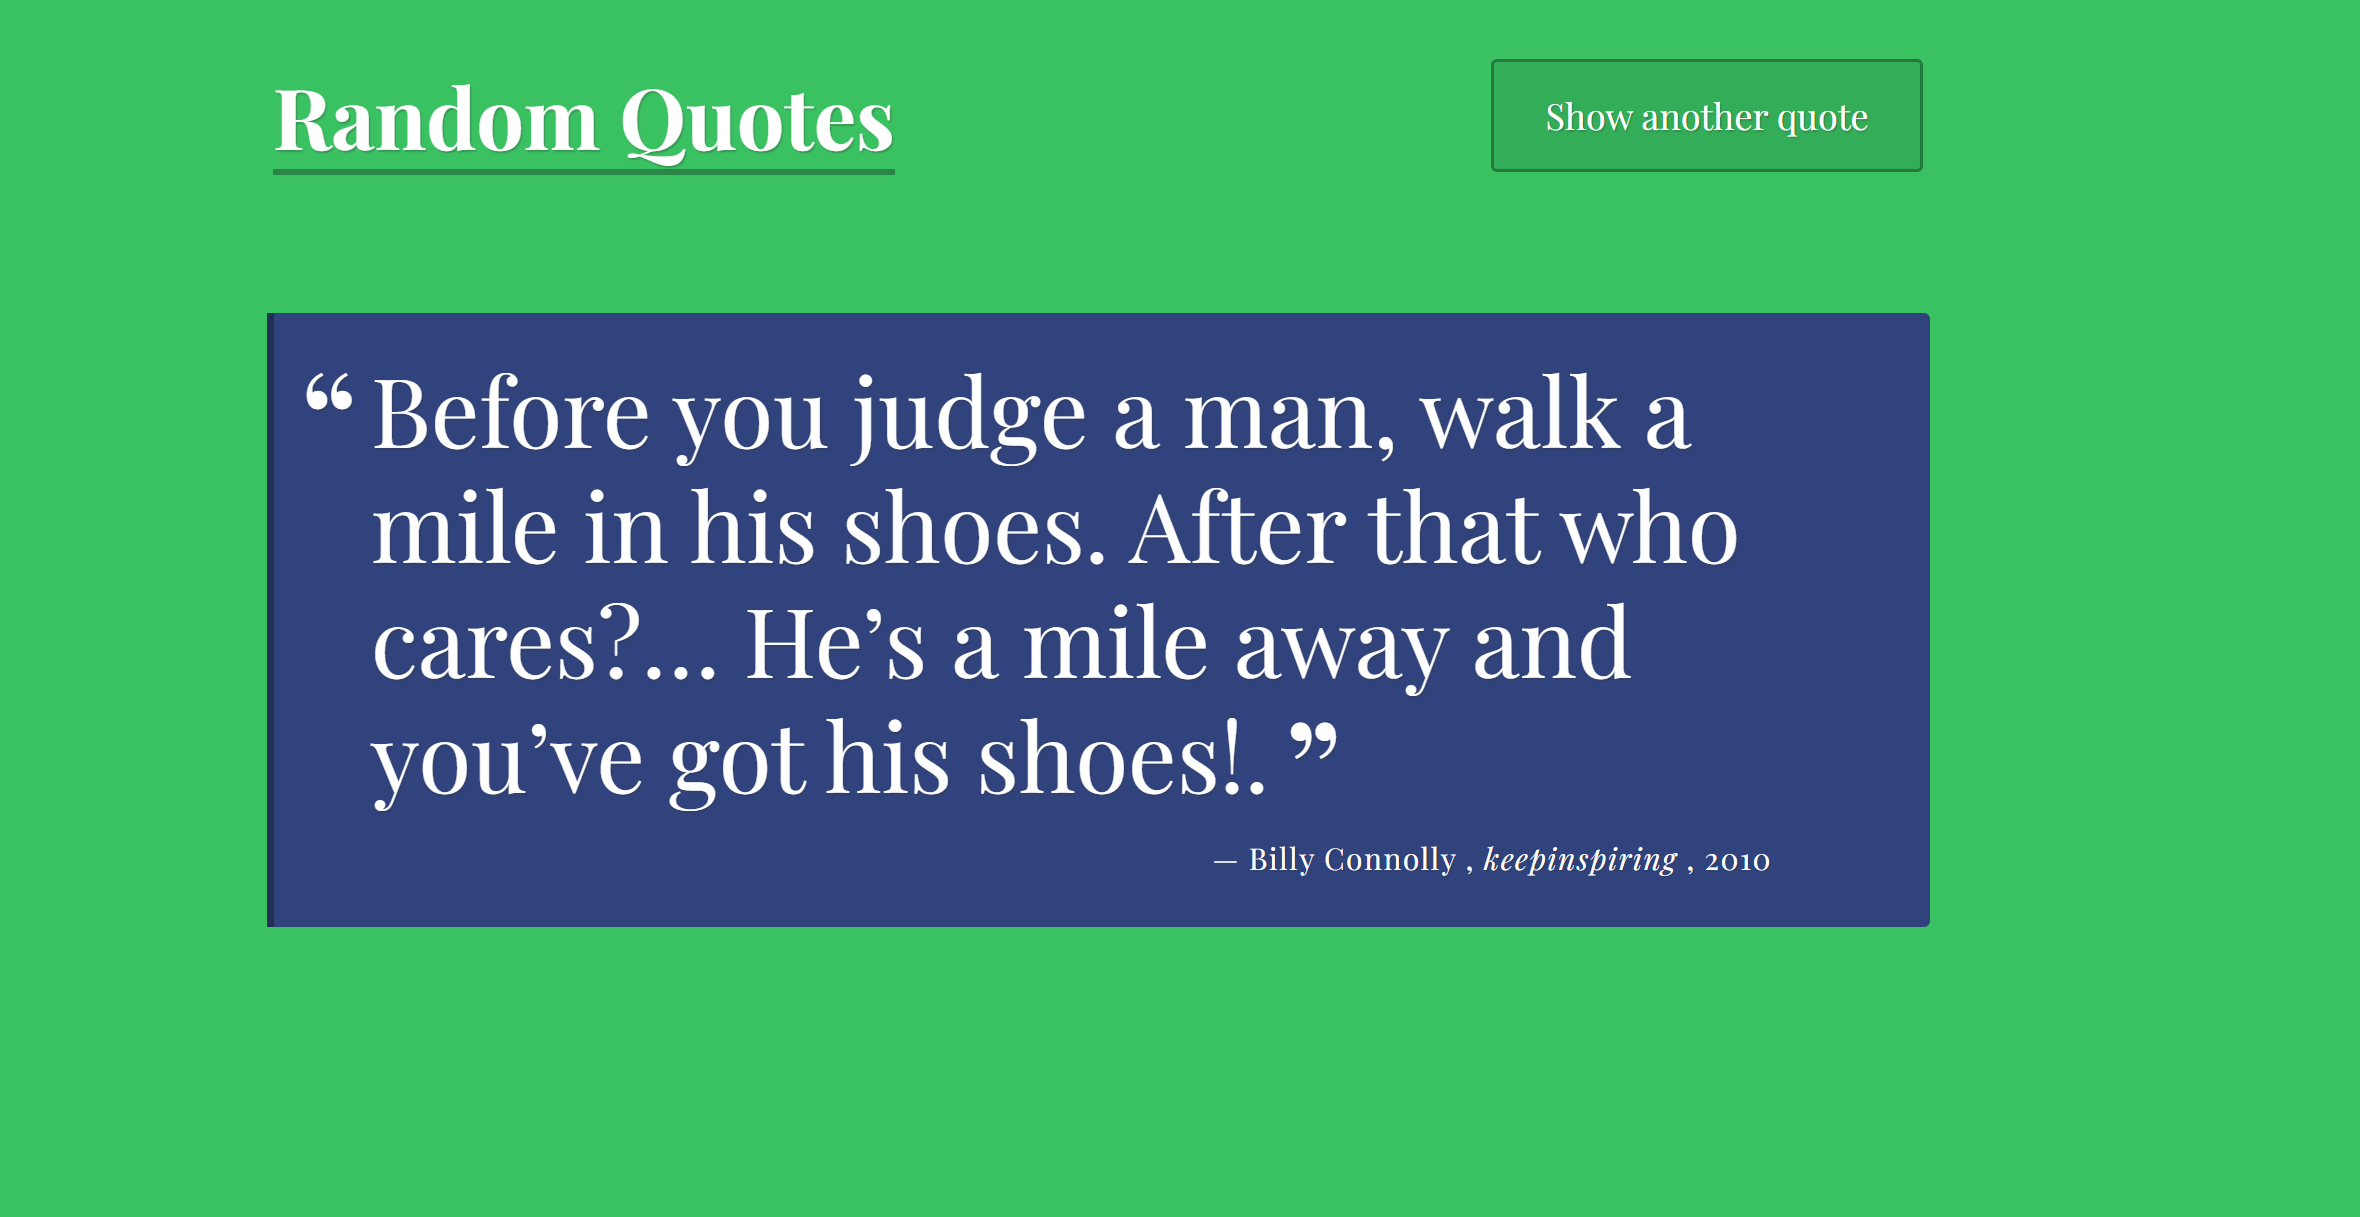 Random Quotes
Show another quote
“Before you judge a man, walk a
mile in his shoes. After that who
cares?... He’s a mile away and
you’ve got his shoes!.”
— Billy Connolly , keepinspiring , 2010